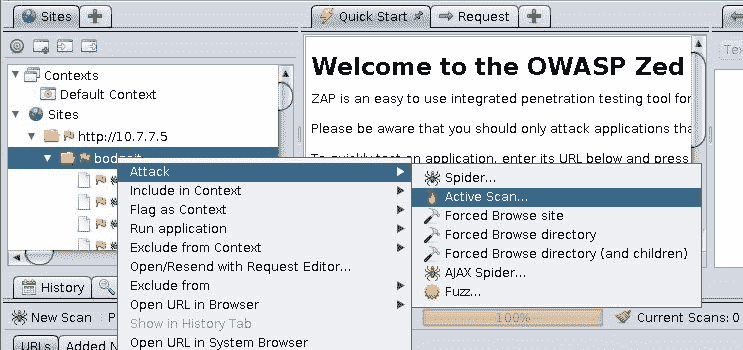 Sites
Quick Start
Request
Contexts
Default Context
Sites
http://10.7.7.5
Welcome to the OWASP Zed
ZAP is an easy to use integrated penetration testing tool for
Please be aware that you should only attack applications tha
To quickly test an application, enter its URL below and press
Attack
Include in Context
Flag as Context
Run application
Exclude from Context
Open/Resend with Request Editor...
Exclude from
Open URL in Browser
Show in History Tab
Open URL in System Browser
Spider...
Active Scan...
Forced Browse site
Forced Browse directory
Forced Browse directory (and children)
AJAX Spider...
Fuzz...
History
New Scan
100%
Current Scans: 0
URLs
Added N